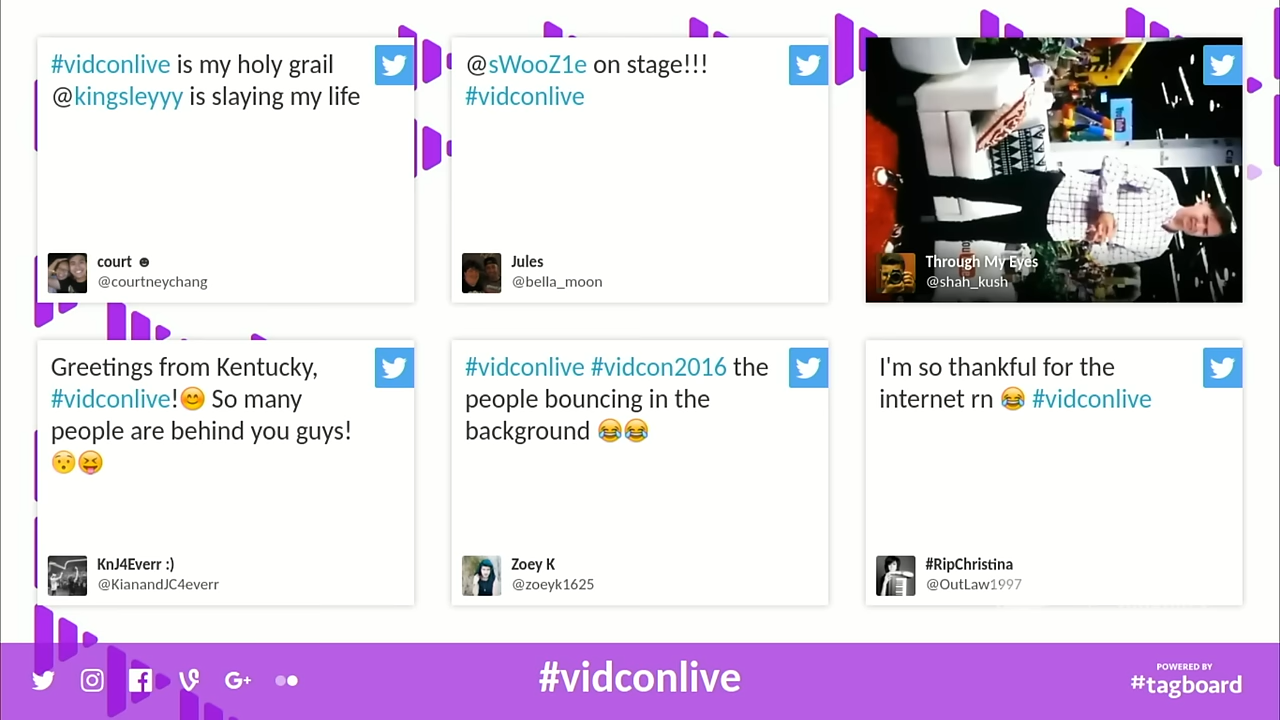 #vidconlive is my holy grail
@kingsleyyy is slaying my life
court ☻
@courtneychang
@sWooZ1e on stage!!!
#vidconlive
Jules
@bella_moon
Through My Eyes
@shah_kush
Greetings from Kentucky,
#vidconlive!😊 So many
people are behind you guys!
😯😝
KnJ4Everr :)
@KianandJC4everr
#vidconlive #vidcon2016 the
people bouncing in the
background 😂😂
Zoey K
@zoeyk1625
I'm so thankful for the
internet rn 😂 #vidconlive
#RipChristina
@OutLaw1997
#vidconlive
POWERED BY
#tagboard